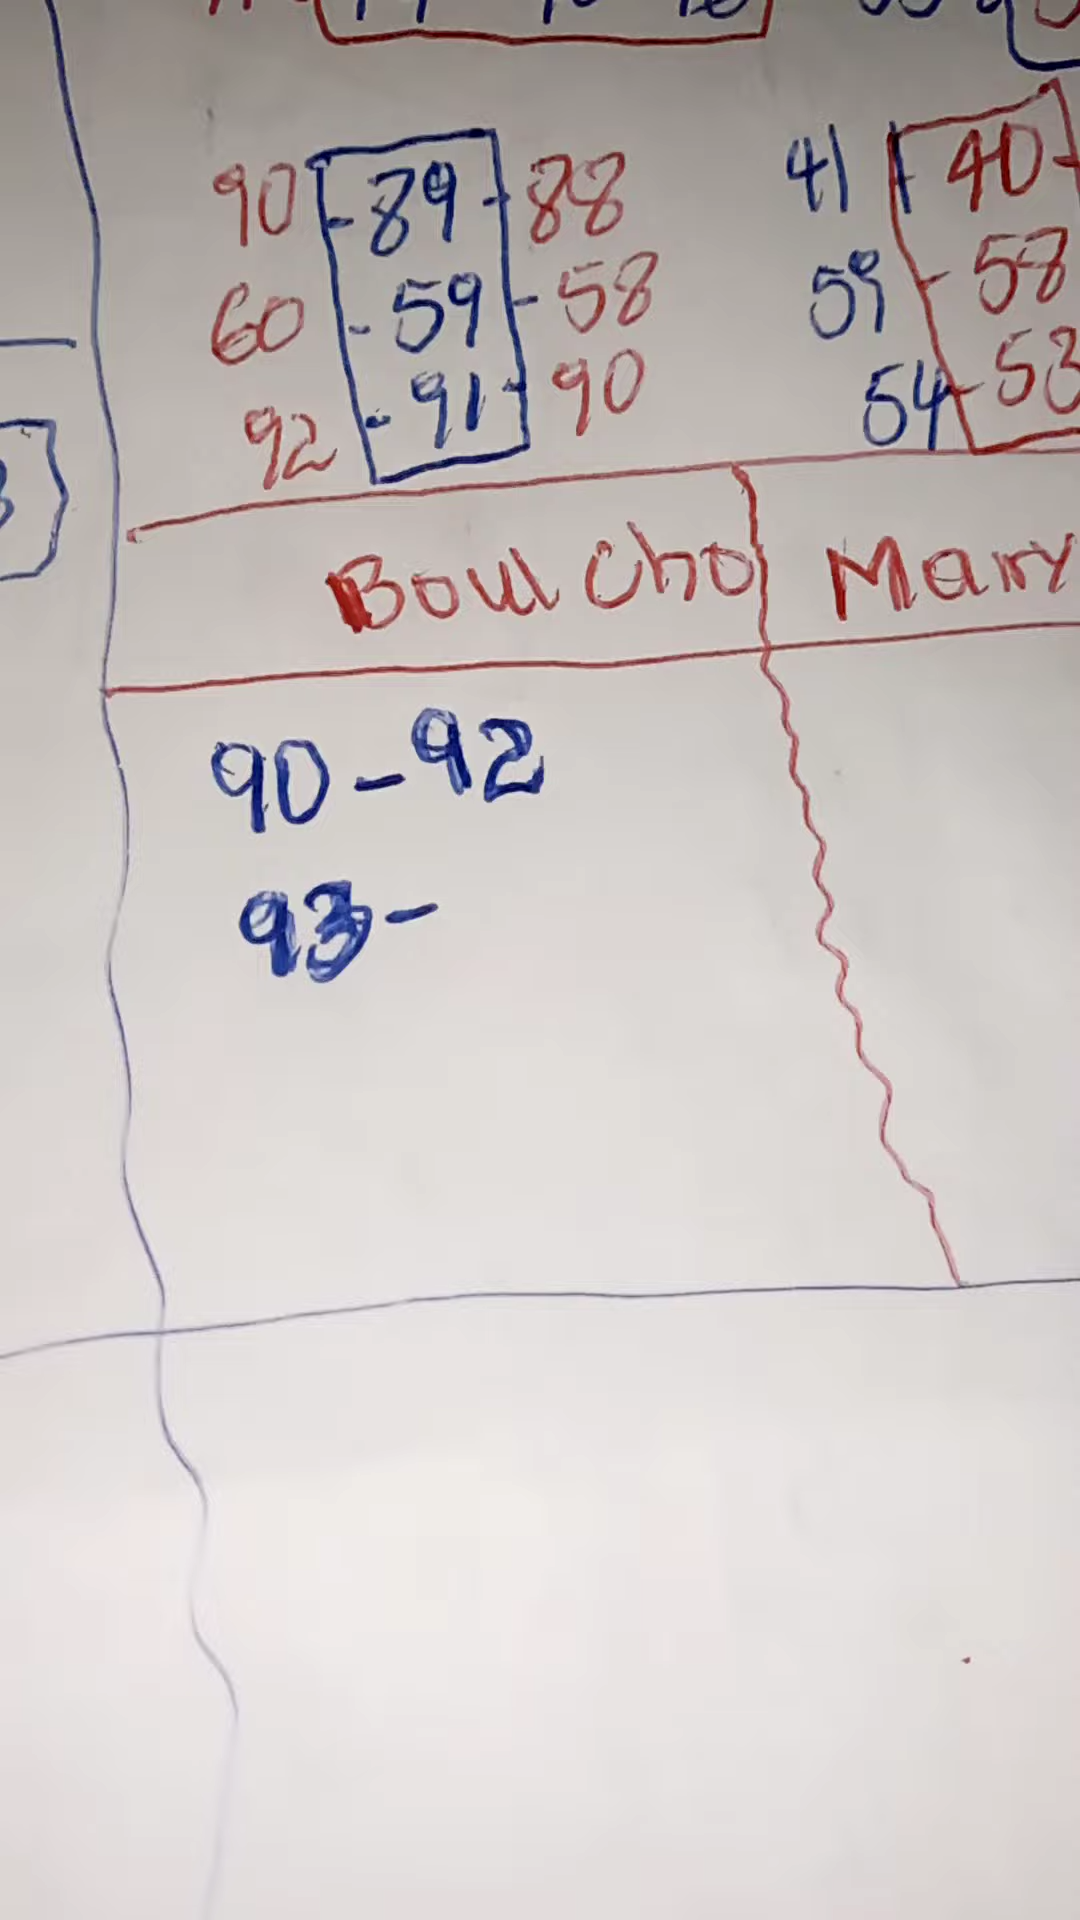 90 - 89 - 88 41 - 40 -
60 - 59 - 58 59 - 58
92 - 91 - 90 54 - 53
Boul Cho Mary
90 - 92
93 -